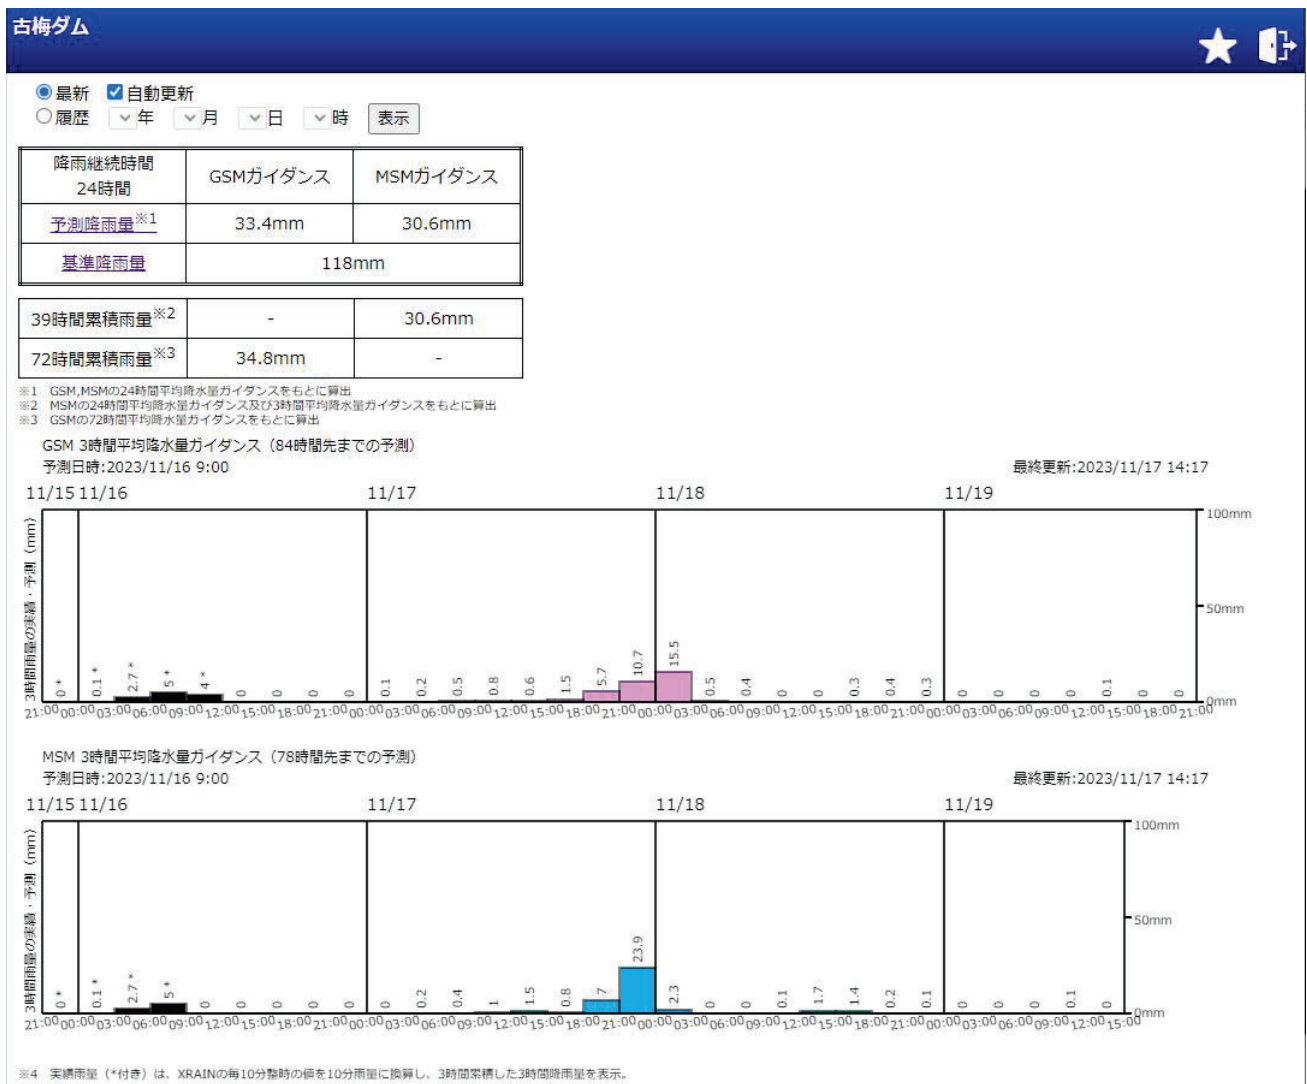 古梅ダム
最新 自動更新
履歴 年 月 日 時 表示
降雨継続時間
24時間 GSMガイダンス MSMガイダンス
予測降雨量※1 33.4mm 30.6mm
基準降雨量 118mm
39時間累積雨量※2 - 30.6mm
72時間累積雨量※3 34.8mm -
※1 GSM,MSMの24時間平均降水量ガイダンスをもとに算出
※2 MSMの24時間平均降水量ガイダンス及び3時間平均降水量ガイダンスをもとに算出
※3 GSMの72時間平均降水量ガイダンスをもとに算出
GSM 3時間平均降水量ガイダンス（84時間先までの予測）
予測日時:2023/11/16 9:00 最終更新:2023/11/17 14:17
11/15 11/16 11/17 11/18 11/19
3時間雨量の実績・予測（mm）
100mm
50mm
0mm
0* 0.1* 2.7* 5* 4* 0 0 0 0 0.1 0.2 0.5 0.8 0.6 1.5 5.7 10.7 15.5 0.5 0.4 0 0 0.3 0.4 0.3 0 0 0 0 0.1 0 0
21:00 00:00 03:00 06:00 09:00 12:00 15:00 18:00 21:00 00:00 03:00 06:00 09:00 12:00 15:00 18:00 21:00 00:00 03:00 06:00 09:00 12:00 15:00 18:00 21:00 00:00 03:00 06:00 09:00 12:00 15:00 18:00 21:00
MSM 3時間平均降水量ガイダンス（78時間先までの予測）
予測日時:2023/11/16 9:00 最終更新:2023/11/17 14:17
11/15 11/16 11/17 11/18 11/19
3時間雨量の実績・予測（mm）
100mm
50mm
0mm
0* 0.1* 2.7* 5* 0 0 0 0 0 0 0.2 0.4 1 1.5 0.8 7 23.9 2.3 0 0 0.1 1.7 1.4 0.2 0.1 0 0 0 0.1 0
21:00 00:00 03:00 06:00 09:00 12:00 15:00 18:00 21:00 00:00 03:00 06:00 09:00 12:00 15:00 18:00 21:00 00:00 03:00 06:00 09:00 12:00 15:00 18:00 21:00 00:00 03:00 06:00 09:00 12:00 15:00
※4 実績雨量（*付き）は、XRAINの毎10分整時の値を10分雨量に換算し、3時間累積した3時間降雨量を表示。